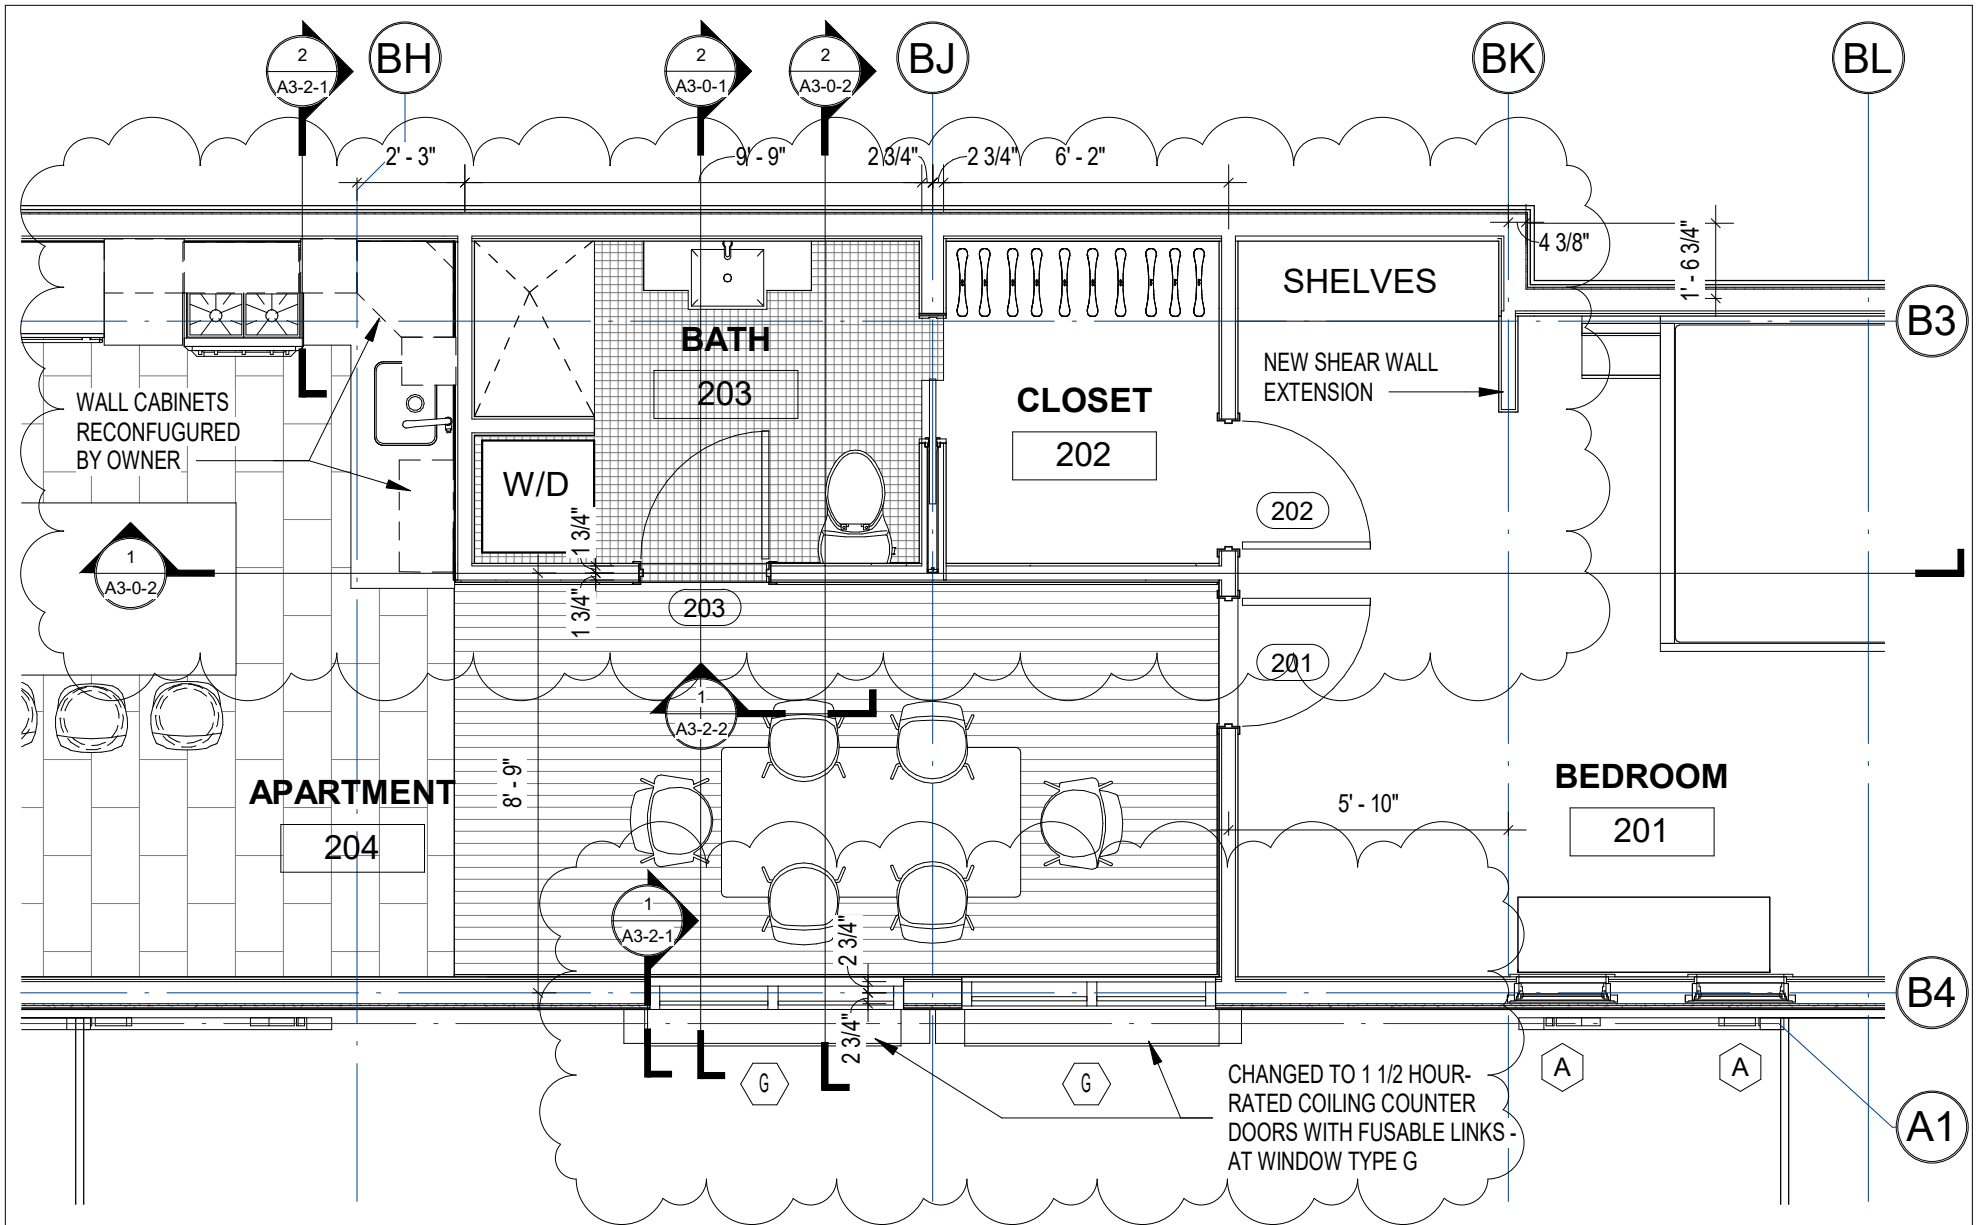 2
A3-2-1
BH
2
A3-0-1
2
A3-0-2
BJ
BK
BL
2' - 3"
9' - 9"
2 3/4"
2 3/4"
6' - 2"
4 3/8"
1' - 6 3/4"
SHELVES
B3
BATH
203
NEW SHEAR WALL
EXTENSION
WALL CABINETS
RECONFUGURED
BY OWNER
CLOSET
202
W/D
202
1 3/4"
1
A3-0-2
1 3/4"
203
201
1
A3-2-2
APARTMENT
204
8' - 9"
5' - 10"
BEDROOM
201
1
A3-2-1
2 3/4"
B4
2 3/4"
G
G
A
A
CHANGED TO 1 1/2 HOUR-
RATED COILING COUNTER
DOORS WITH FUSABLE LINKS -
AT WINDOW TYPE G
A1